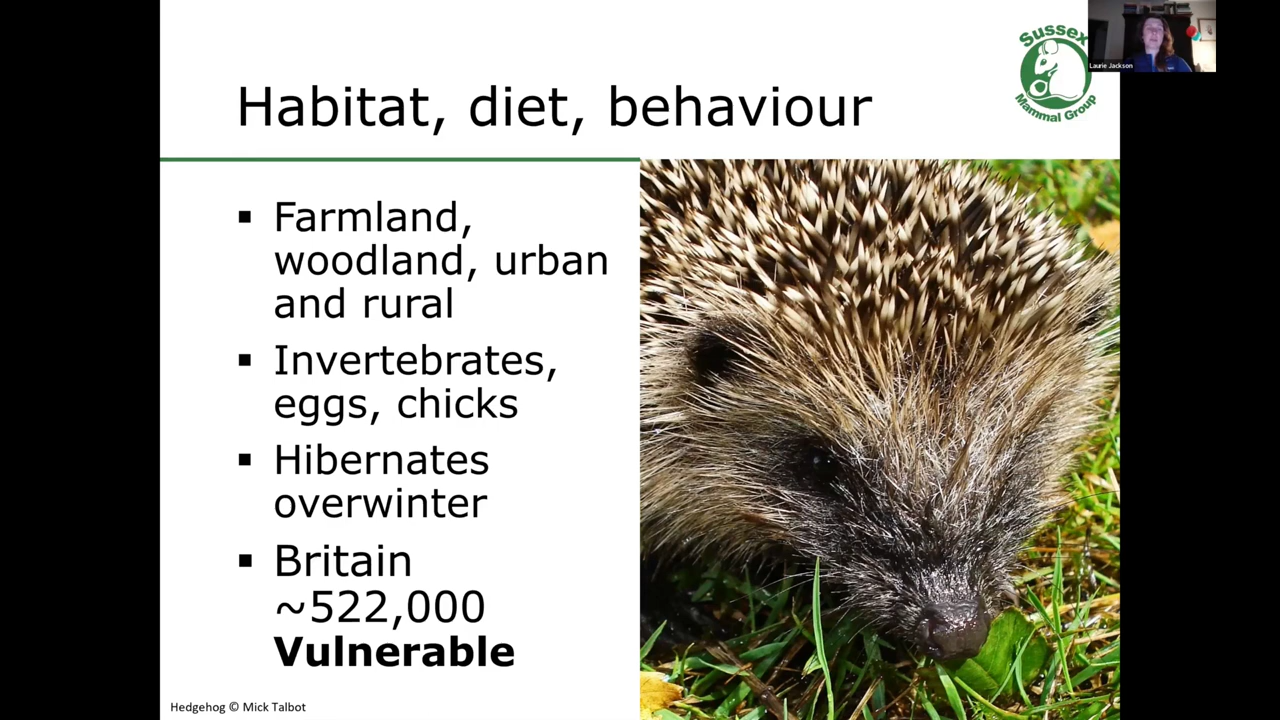 Habitat, diet, behaviour
Sussex
Mammal Group
Laurie Jackson
▪ Farmland,
woodland, urban
and rural
▪ Invertebrates,
eggs, chicks
▪ Hibernates
overwinter
▪ Britain
~522,000
Vulnerable
Hedgehog © Mick Talbot